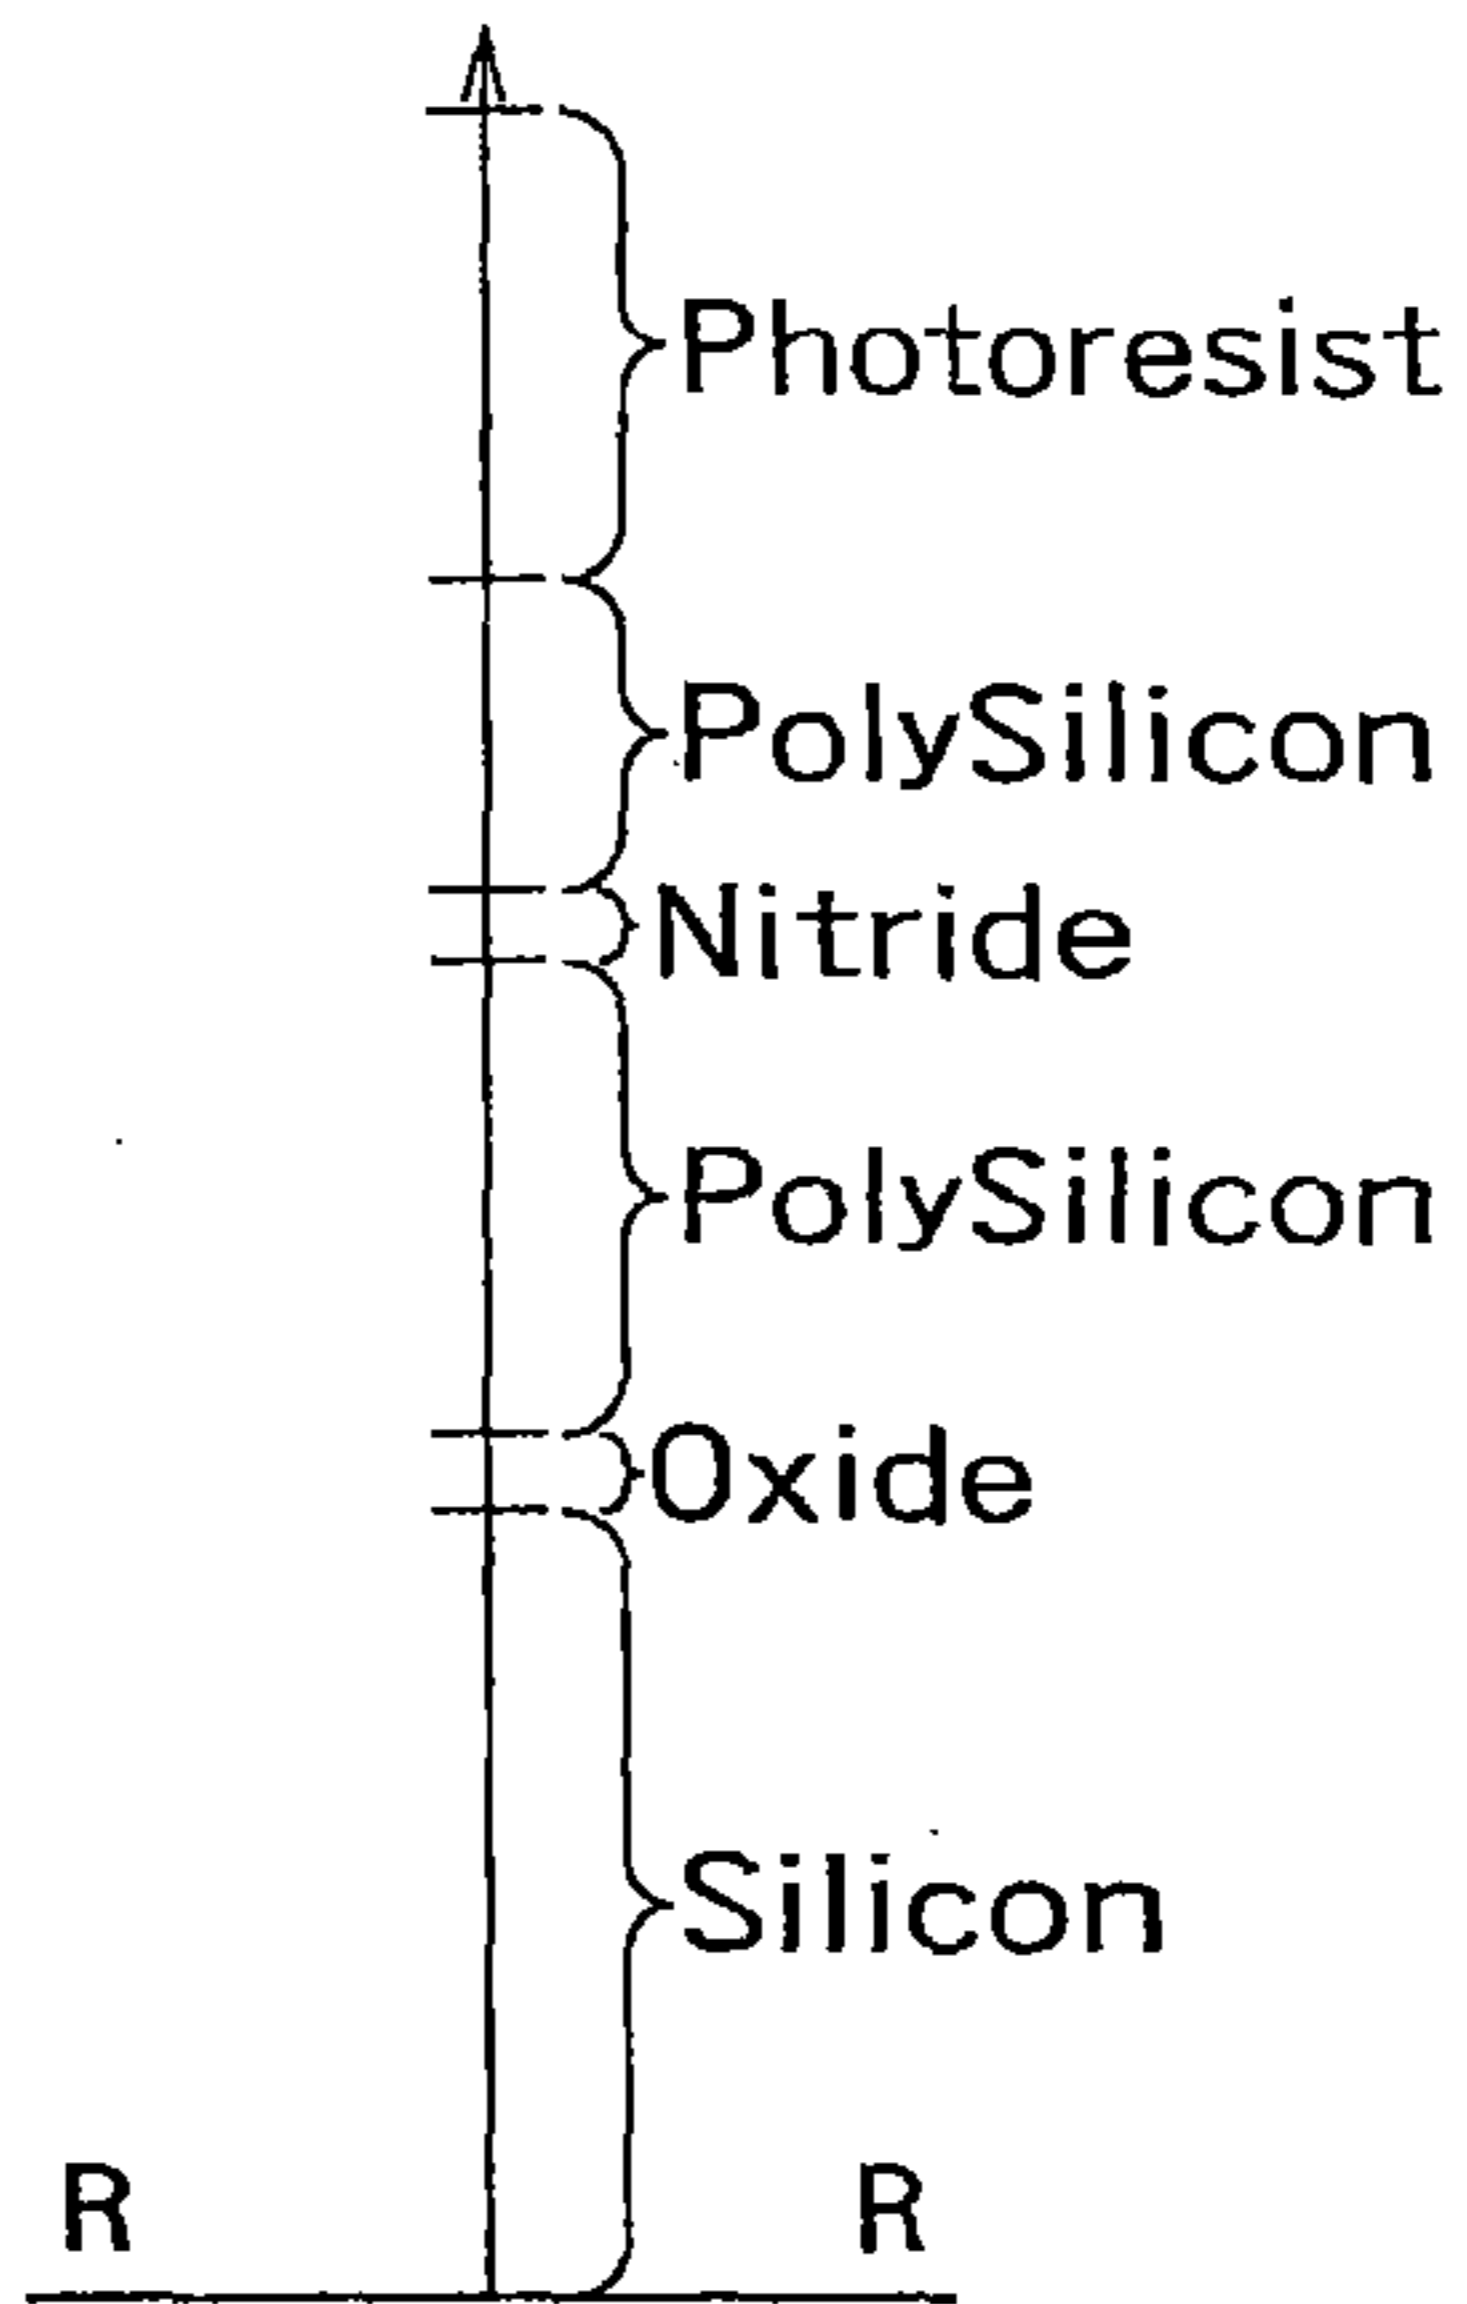 Photoresist
PolySilicon
Nitride
PolySilicon
Oxide
Silicon
R R